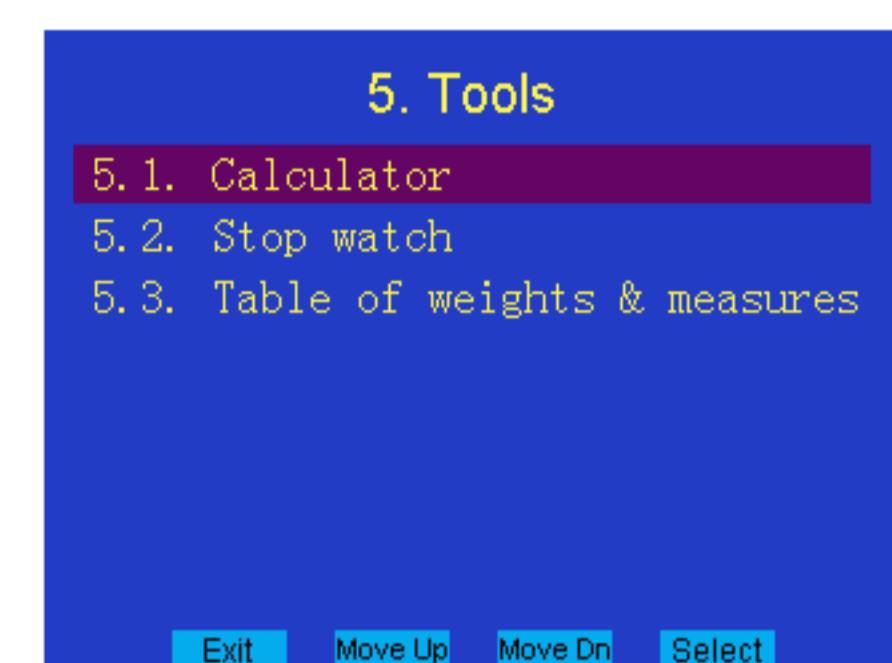 5. Tools
5.1. Calculator
5.2. Stop watch
5.3. Table of weights & measures
Exit Move Up Move Dn Select